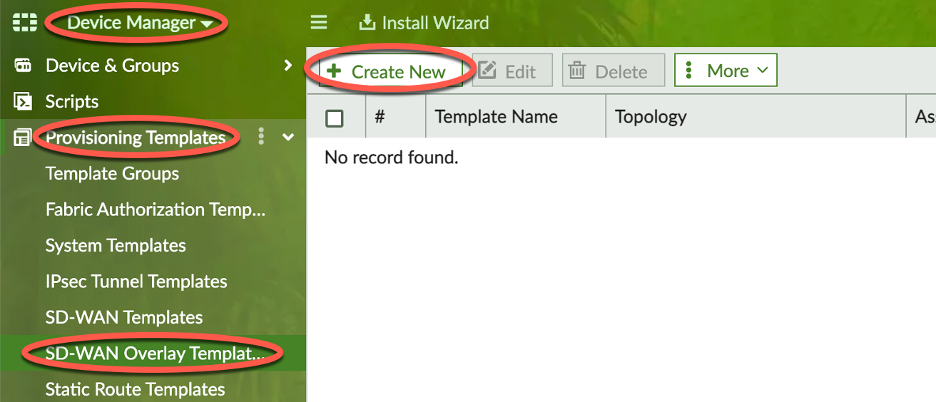 Device Manager
Install Wizard
Device & Groups
Create New
Edit
Delete
More
Scripts
# Template Name Topology Ass
Provisioning Templates
No record found.
Template Groups
Fabric Authorization Temp...
System Templates
IPsec Tunnel Templates
SD-WAN Templates
SD-WAN Overlay Templat...
Static Route Templates